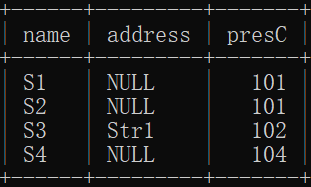 name address presC
S1 NULL 101
S2 NULL 101
S3 Str1 102
S4 NULL 104